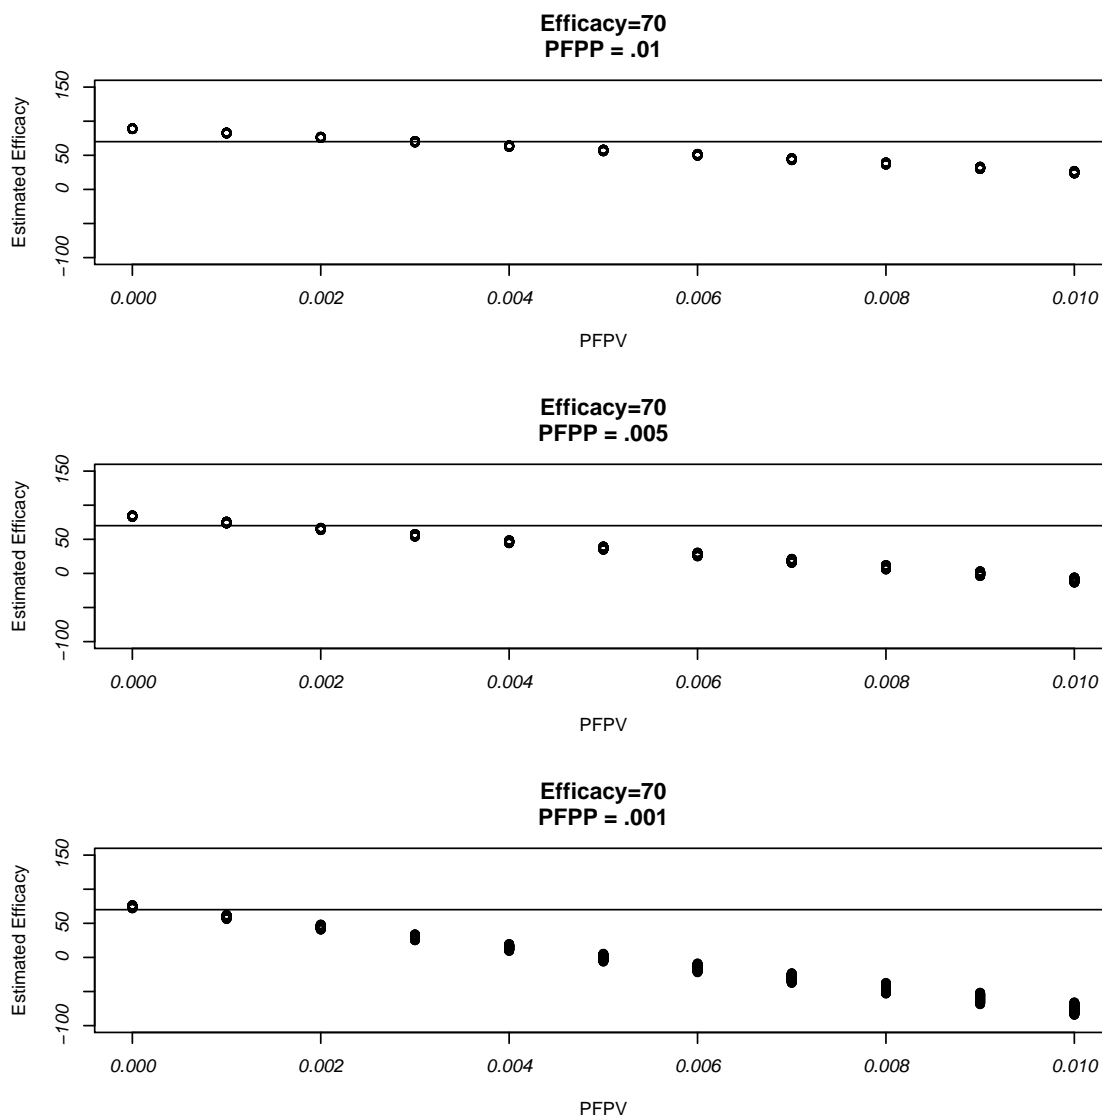 Efficacy=70
PFPP = .01
Estimated Efficacy
150
50
0
−100
0.000 0.002 0.004 0.006 0.008 0.010
PFPV
Efficacy=70
PFPP = .005
Estimated Efficacy
150
50
0
−100
0.000 0.002 0.004 0.006 0.008 0.010
PFPV
Efficacy=70
PFPP = .001
Estimated Efficacy
150
50
0
−100
0.000 0.002 0.004 0.006 0.008 0.010
PFPV